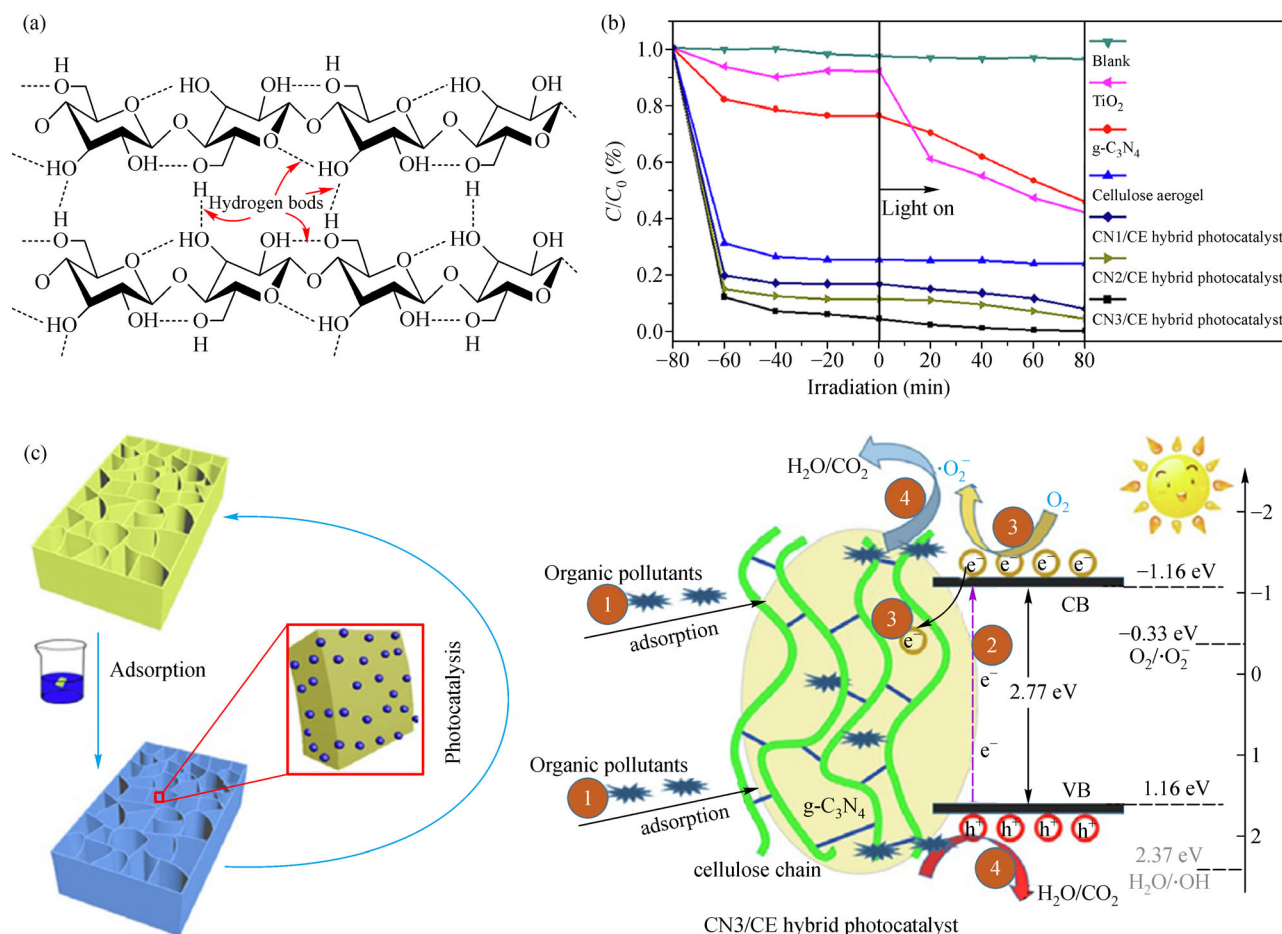 (a)
H H
HO OH O HO OH
O O O O
O O O O
HO OH O HO OH O
H H H H
Hydrogen bods
H H H H
O HO OH O HO OH
O O O O
O O O O
HO OH O HO OH O
H H
(b)
1.0
0.8
0.6
0.4
0.2
0.0
C/C₀ (%)
Light on
−80 −60 −40 −20 0 20 40 60 80
Irradiation (min)
Blank
TiO₂
g-C₃N₄
Cellulose aerogel
CN1/CE hybrid photocatalyst
CN2/CE hybrid photocatalyst
CN3/CE hybrid photocatalyst
(c)
Adsorption
Photocatalysis
H₂O/CO₂
·O₂⁻
O₂
4
3
Organic pollutants
1
adsorption
3
e⁻
2
e⁻
e⁻
Organic pollutants
1
adsorption
g-C₃N₄
cellulose chain
e⁻ e⁻ e⁻ e⁻
CB
2.77 eV
VB
h⁺ h⁺ h⁺ h⁺
4
H₂O/CO₂
−1.16 eV
−0.33 eV
O₂/·O₂⁻
1.16 eV
2.37 eV
H₂O/·OH
−2
−1
0
1
2
CN3/CE hybrid photocatalyst